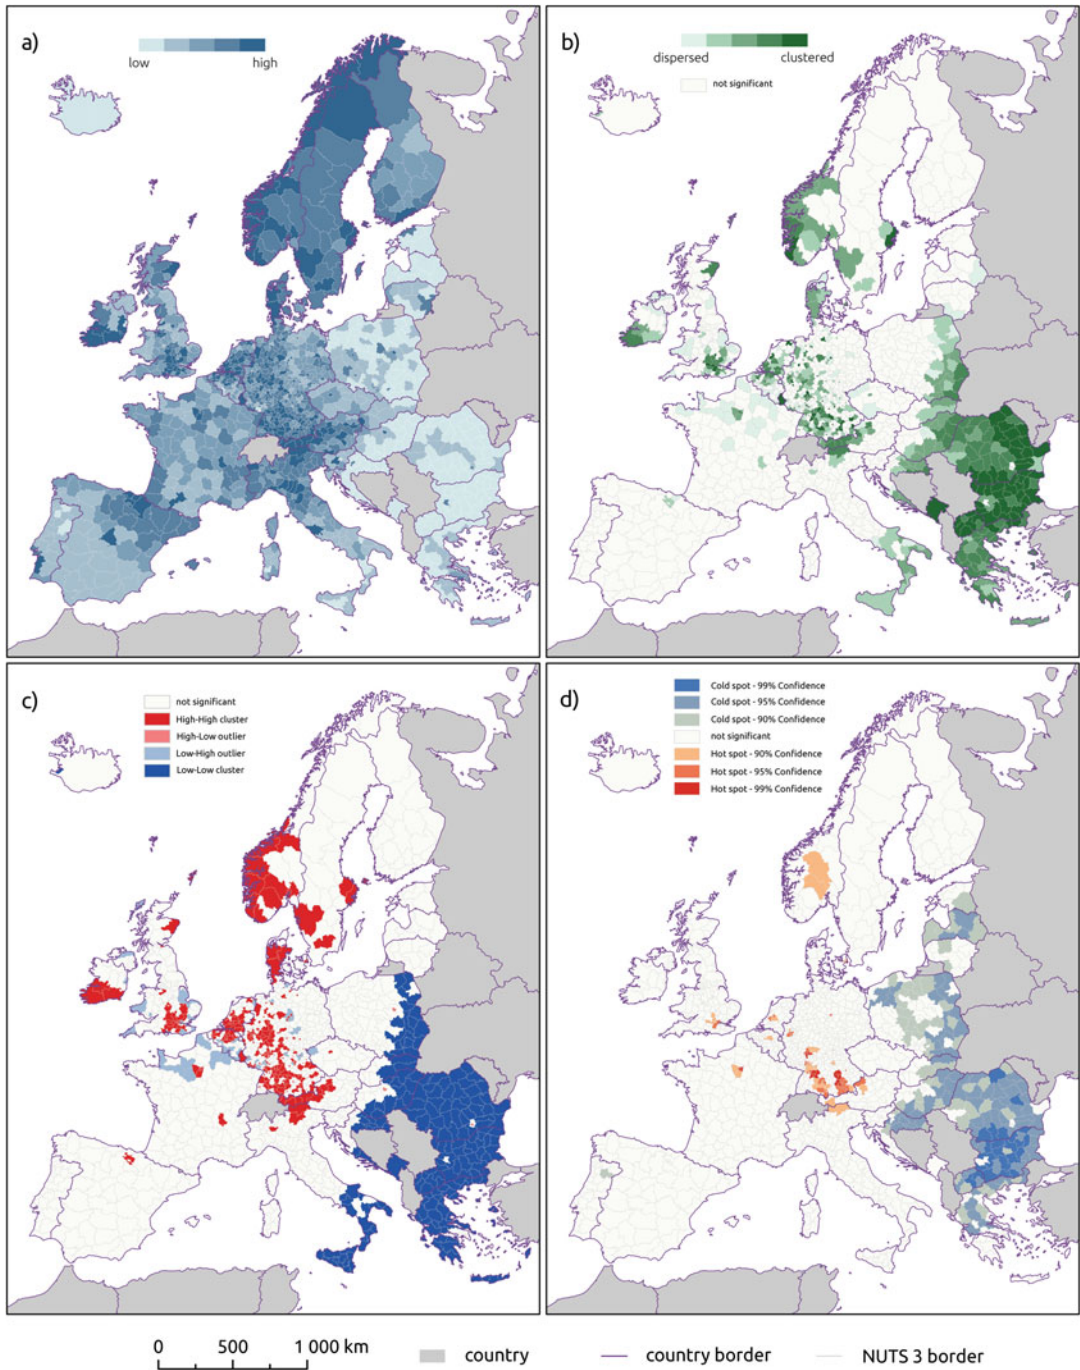 a)
low high
b)
dispersed clustered
not significant
c)
not significant
High-High cluster
High-Low outlier
Low-High outlier
Low-Low cluster
d)
Cold spot - 99% Confidence
Cold spot - 95% Confidence
Cold spot - 90% Confidence
not significant
Hot spot - 90% Confidence
Hot spot - 95% Confidence
Hot spot - 99% Confidence
0 500 1 000 km
country country border NUTS 3 border